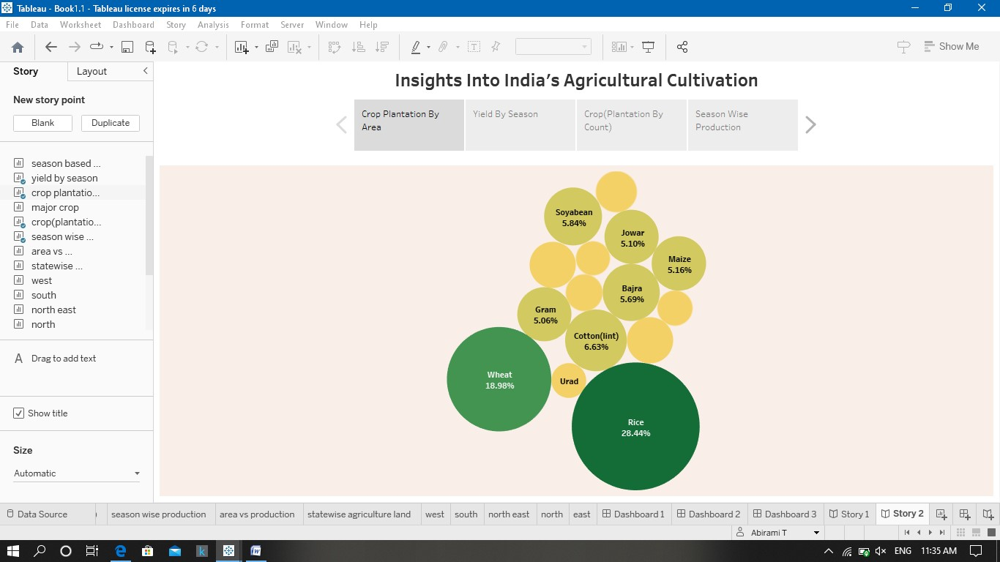 Tableau - Book1.1 - Tableau license expires in 6 days
File Data Worksheet Dashboard Story Analysis Format Server Window Help
Show Me
Story Layout
New story point
Blank Duplicate
season based ...
yield by season
crop plantatio...
major crop
crop(plantatio...
season wise ...
area vs ...
statewise ...
west
south
north east
north
A Drag to add text
Show title
Size
Automatic
Insights Into India's Agricultural Cultivation
Crop Plantation By
Area
Yield By Season
Crop(Plantation By
Count)
Season Wise
Production
Soyabean
5.84%
Jowar
5.10%
Maize
5.16%
Bajra
5.69%
Gram
5.06%
Cotton(lint)
6.63%
Wheat
18.98%
Urad
Rice
28.44%
Data Source season wise production area vs production statewise agriculture land west south north east north east Dashboard 1 Dashboard 2 Dashboard 3 Story 1 Story 2
Abirami T
ENG 11:35 AM